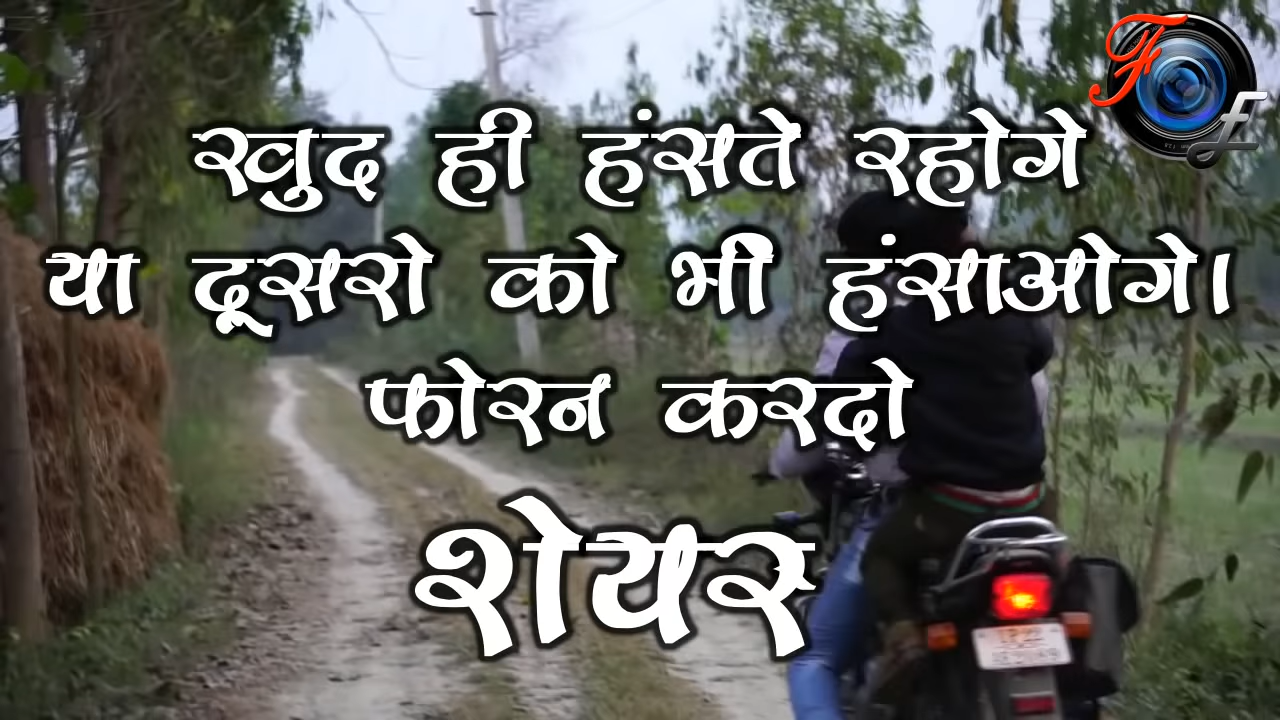 F
E
खुद ही हंसते रहोगे
या दूसरो को भी हंसाओगे।
फोरन करदो
शेयर